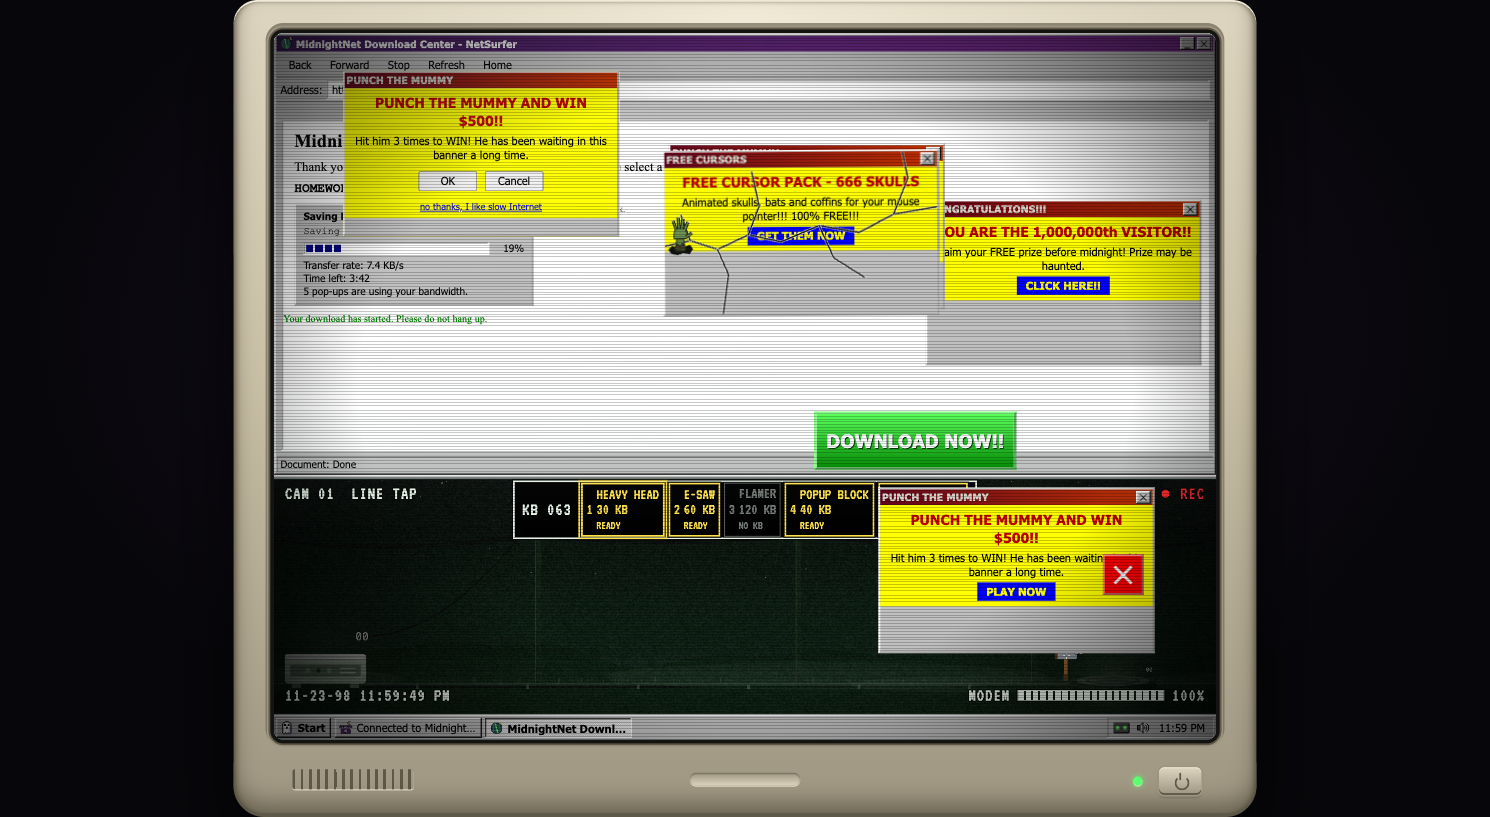 MidnightNet Download Center - NetSurfer
Back Forward Stop Refresh Home
Address:
PUNCH THE MUMMY
PUNCH THE MUMMY AND WIN
$500!!
Hit him 3 times to WIN! He has been waiting in this
banner a long time.
OK Cancel
no thanks, I like slow Internet
Midni
Thank yo
select a
HOMEWO
Saving
Saving
19%
Transfer rate: 7.4 KB/s
Time left: 3:42
5 pop-ups are using your bandwidth.
Your download has started. Please do not hang up.
FREE CURSORS
FREE CURSOR PACK - 666 SKULLS
Animated skulls, bats and coffins for your mouse
pointer!!! 100% FREE!!!
GET THEM NOW
NGRATULATIONS!!!
OU ARE THE 1,000,000th VISITOR!!
aim your FREE prize before midnight! Prize may be
haunted.
CLICK HERE!!
DOWNLOAD NOW!!
Document: Done
CAM 01 LINE TAP
KB 063
HEAVY HEAD
1 30 KB
READY
E-SAW
2 60 KB
READY
FLAMER
3 120 KB
NO KB
POPUP BLOCK
4 40 KB
READY
REC
PUNCH THE MUMMY
PUNCH THE MUMMY AND WIN
$500!!
Hit him 3 times to WIN! He has been waitin
banner a long time.
PLAY NOW
00
02
11-23-98 11:59:49 PM
MODEM 100%
Start
Connected to Midnight...
MidnightNet Downl...
11:59 PM